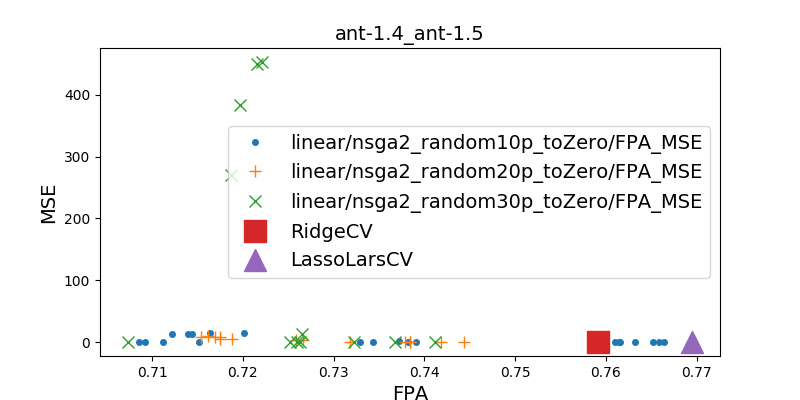 ant-1.4_ant-1.5
MSE
400
300
200
100
0
linear/nsga2_random10p_toZero/FPA_MSE
linear/nsga2_random20p_toZero/FPA_MSE
linear/nsga2_random30p_toZero/FPA_MSE
RidgeCV
LassoLarsCV
0.71 0.72 0.73 0.74 0.75 0.76 0.77
FPA